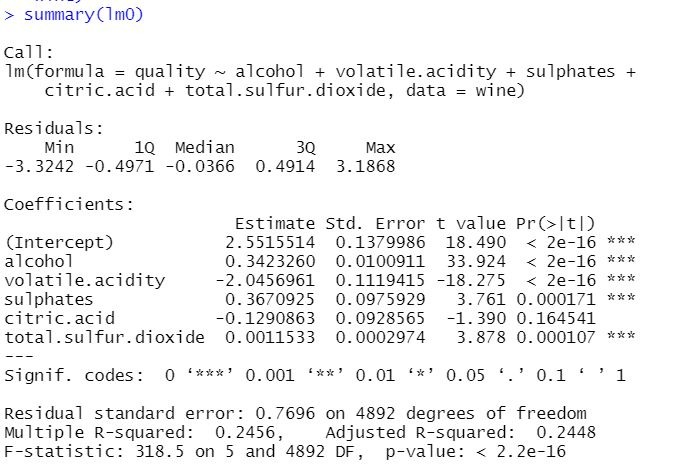 > summary(lm0)
Call:
lm(formula = quality ~ alcohol + volatile.acidity + sulphates +
    citric.acid + total.sulfur.dioxide, data = wine)
Residuals:
    Min      1Q  Median      3Q     Max
-3.3242 -0.4971 -0.0366  0.4914  3.1868
Coefficients:
                       Estimate Std. Error t value Pr(>|t|)
(Intercept)           2.5515514  0.1379986  18.490  < 2e-16 ***
alcohol               0.3423260  0.0100911  33.924  < 2e-16 ***
volatile.acidity     -2.0456961  0.1119415 -18.275  < 2e-16 ***
sulphates             0.3670925  0.0975929   3.761 0.000171 ***
citric.acid          -0.1290863  0.0928565  -1.390 0.164541
total.sulfur.dioxide  0.0011533  0.0002974   3.878 0.000107 ***
---
Signif. codes:  0 ‘***’ 0.001 ‘**’ 0.01 ‘*’ 0.05 ‘.’ 0.1 ‘ ’ 1
Residual standard error: 0.7696 on 4892 degrees of freedom
Multiple R-squared:  0.2456,    Adjusted R-squared:  0.2448
F-statistic: 318.5 on 5 and 4892 DF,  p-value: < 2.2e-16